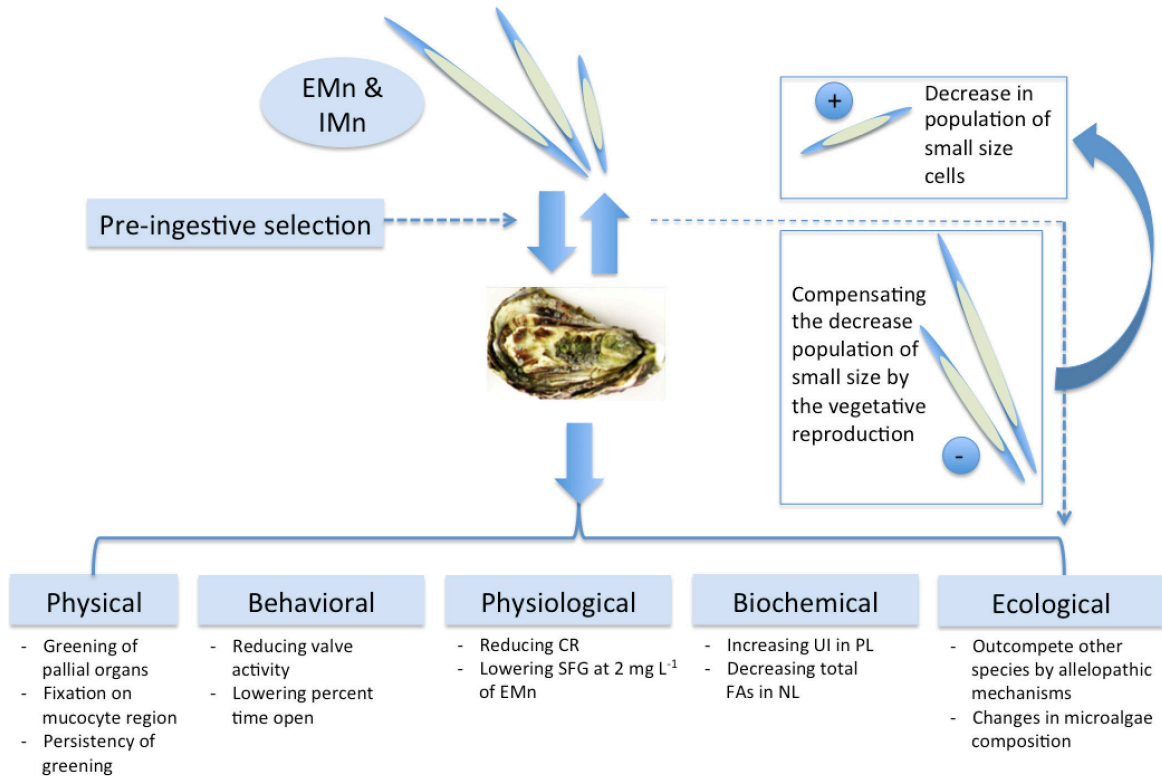 EMn &
IMn
Pre-ingestive selection
+
Decrease in
population of
small size
cells
Compensating
the decrease
population of
small size by
the vegetative
reproduction
-
Physical
- Greening of
pallial organs
- Fixation on
mucocyte region
- Persistency of
greening
Behavioral
- Reducing valve
activity
- Lowering percent
time open
Physiological
- Reducing CR
- Lowering SFG at 2 mg L⁻¹
of EMn
Biochemical
- Increasing UI in PL
- Decreasing total
FAs in NL
Ecological
- Outcompete other
species by allelopathic
mechanisms
- Changes in microalgae
composition